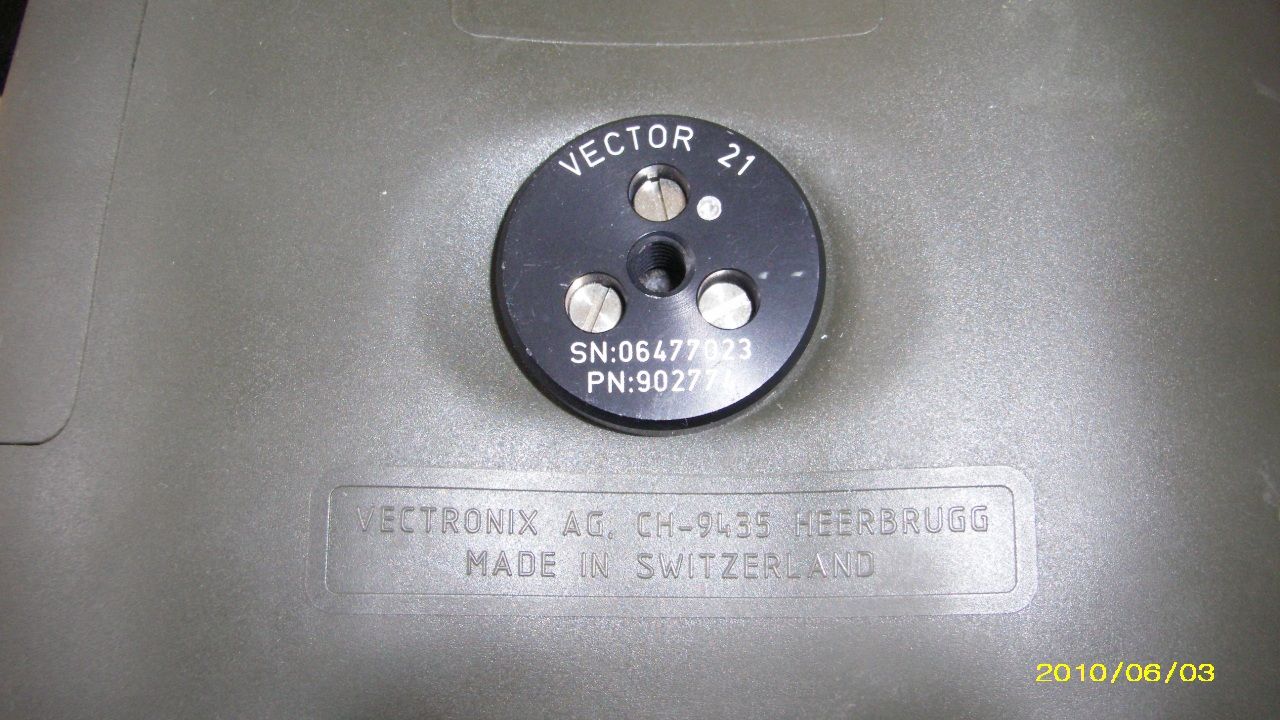 VECTOR 21
SN:06477023
VECTRONIX AG, CH-9435 HEERBRUGG
MADE IN SWITZERLAND
2010/06/03